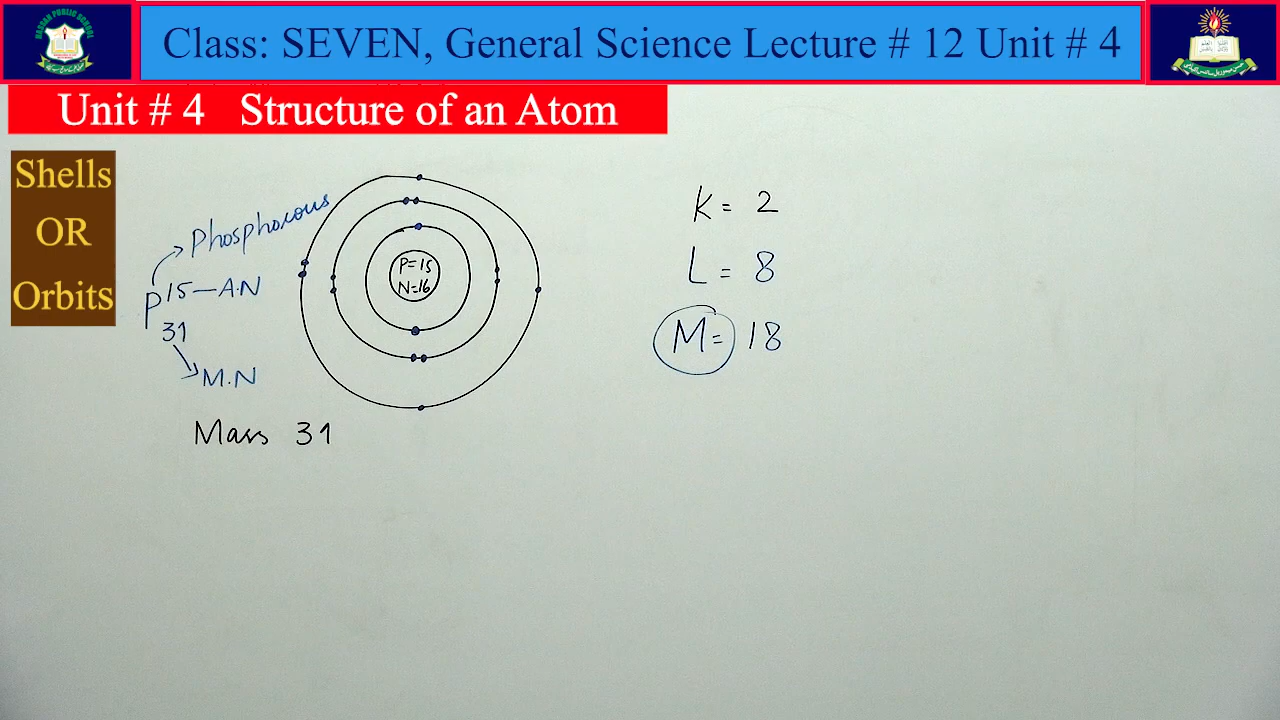 Class: SEVEN, General Science Lecture # 12 Unit # 4
Unit # 4 Structure of an Atom
Shells
OR
Orbits
Phosphorous
P 15—A.N
31
M.N
Mass 31
P=15
N=16
K = 2
L = 8
M = 18